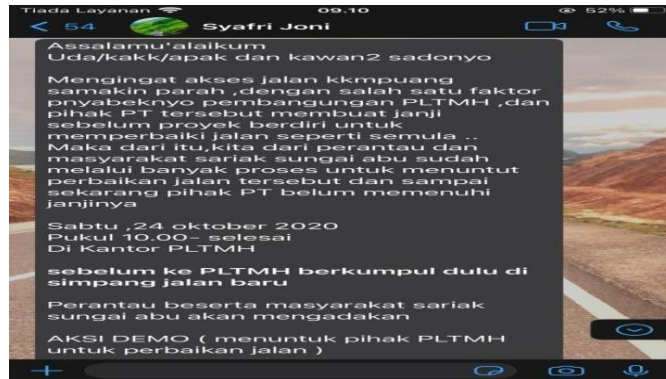 Tiada Layanan 09.10 52%
< 54 Syafri Joni
Assalamu'alaikum
Uda/kakk/apak dan kawan2 sadonyo
Mengingat akses jalan kkmpuang
samakin parah ,dengan salah satu faktor
pnyabeknyo pembangungan PLTMH ,dan
pihak PT tersebut membuat janji
sebelum proyek berdiri untuk
memperbaiki jalan seperti semula ..
Maka dari itu,kita dari perantau dan
masyarakat sariak sungai abu sudah
melalui banyak proses untuk menuntut
perbaikan jalan tersebut dan sampai
sekarang pihak PT belum memenuhi
janjinya
Sabtu ,24 oktober 2020
Pukul 10.00– selesai
Di Kantor PLTMH
sebelum ke PLTMH berkumpul dulu di
simpang jalan baru
Perantau beserta masyarakat sariak
sungai abu akan mengadakan
AKSI DEMO ( menuntuk pihak PLTMH
untuk perbaikan jalan )